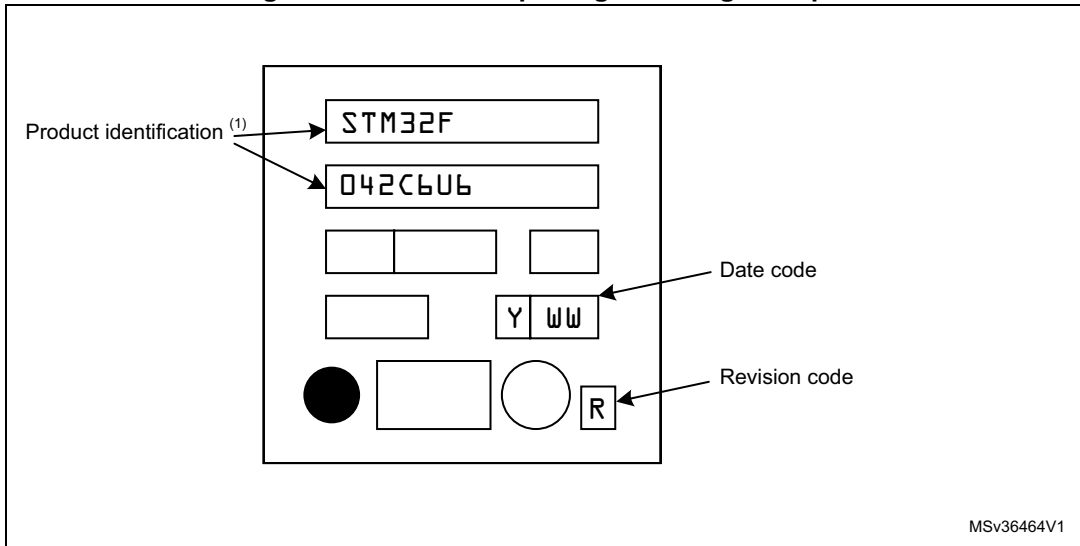 Product identification (1)
STM32F
042C6U6
Date code
Y WW
Revision code
R
MSv36464V1